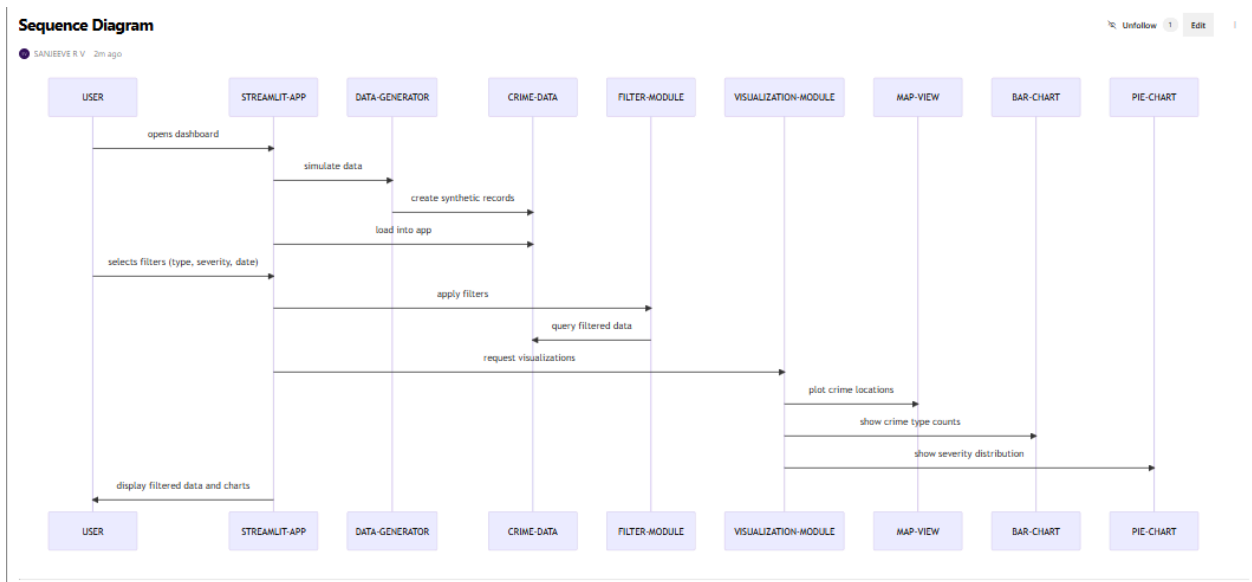 Sequence Diagram
Unfollow 1 Edit
SANJEEVE R V 2m ago
USER STREAMLIT-APP DATA-GENERATOR CRIME-DATA FILTER-MODULE VISUALIZATION-MODULE MAP-VIEW BAR-CHART PIE-CHART
opens dashboard
simulate data
create synthetic records
load into app
selects filters (type, severity, date)
apply filters
query filtered data
request visualizations
plot crime locations
show crime type counts
show severity distribution
display filtered data and charts
USER STREAMLIT-APP DATA-GENERATOR CRIME-DATA FILTER-MODULE VISUALIZATION-MODULE MAP-VIEW BAR-CHART PIE-CHART